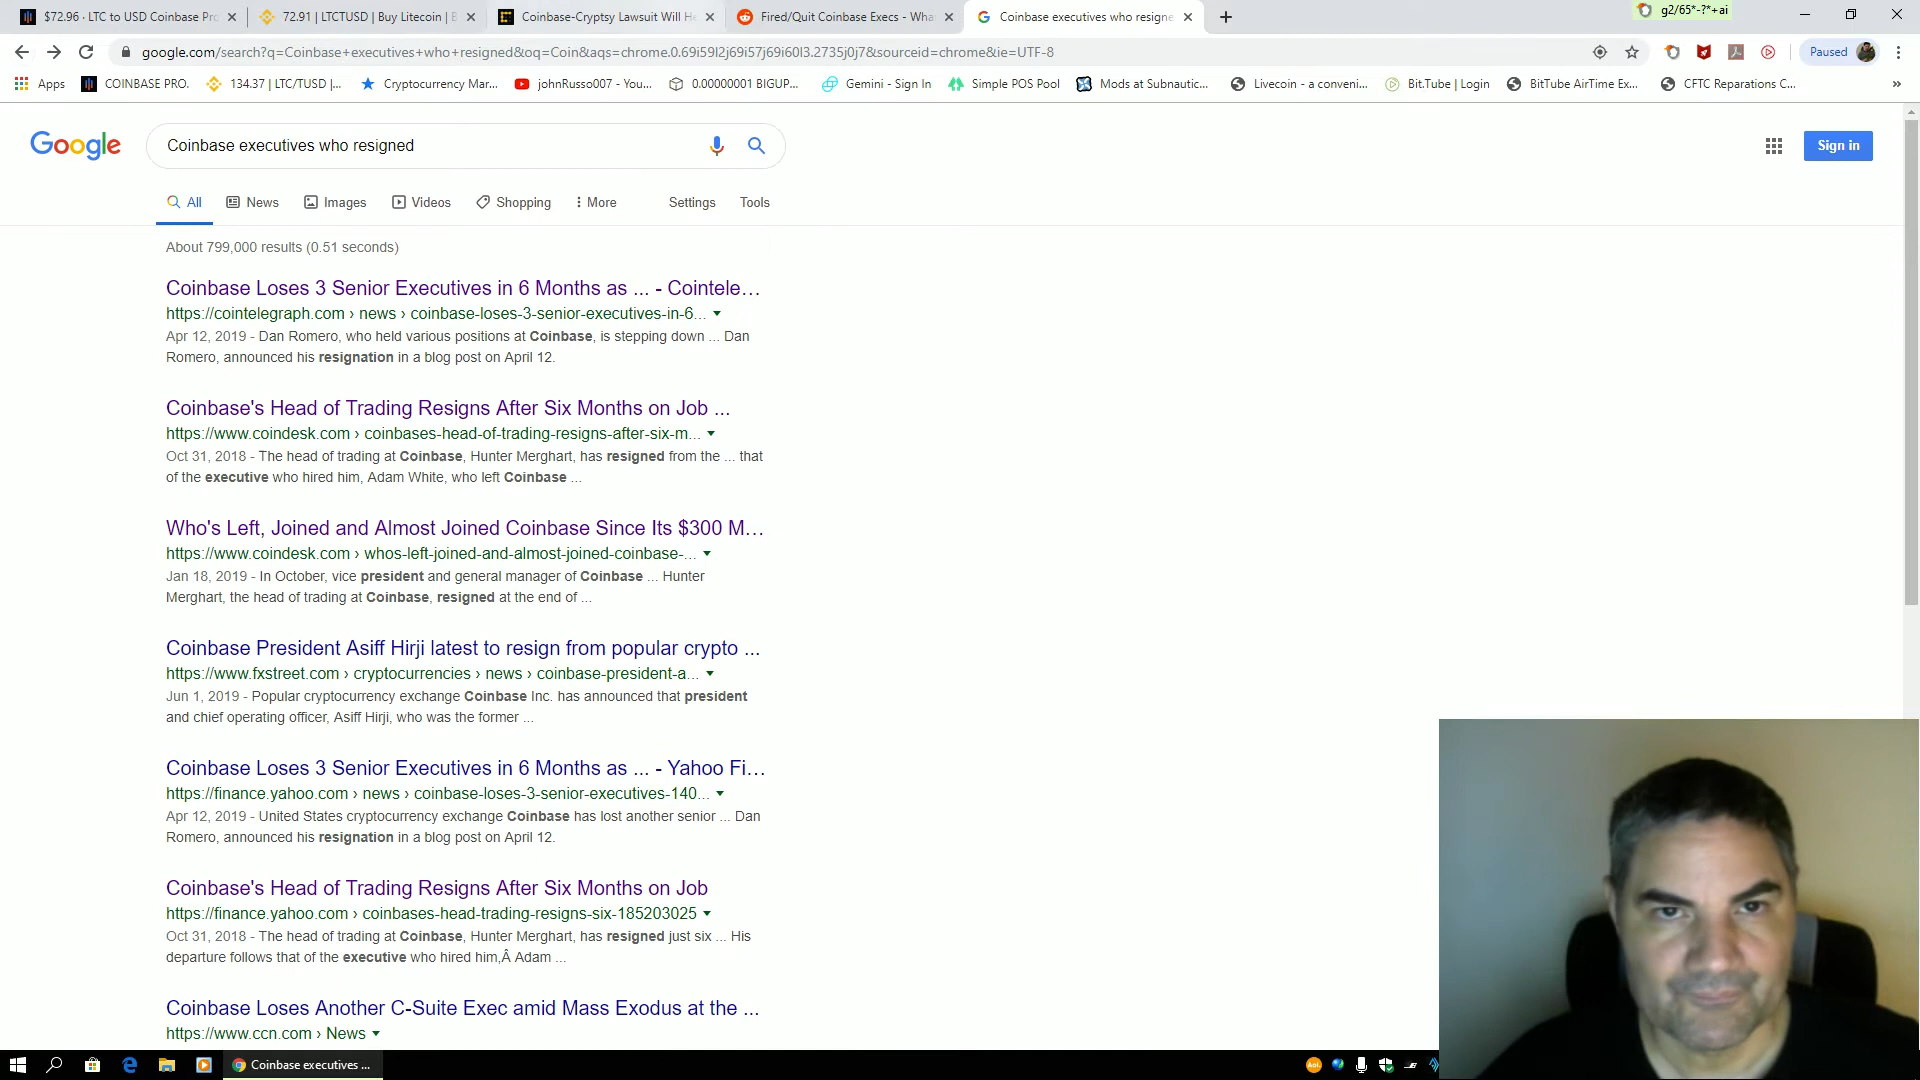 $72.96 · LTC to USD Coinbase Pro
72.91 | LTCTUSD | Buy Litecoin | B
Coinbase-Cryptsy Lawsuit Will He
Fired/Quit Coinbase Execs - Wha
Coinbase executives who resigne
g2/65*-?*+ai
google.com/search?q=Coinbase+executives+who+resigned&oq=Coin&aqs=chrome.0.69i59l2j69i57j69i60l3.2735j0j7&sourceid=chrome&ie=UTF-8
Paused
Apps
COINBASE PRO.
134.37 | LTC/TUSD |...
Cryptocurrency Mar...
johnRusso007 - You...
0.00000001 BIGUP...
Gemini - Sign In
Simple POS Pool
Mods at Subnautic...
Livecoin - a conveni...
Bit.Tube | Login
BitTube AirTime Ex...
CFTC Reparations C...
»
Google
Coinbase executives who resigned
Sign in
All
News
Images
Videos
Shopping
More
Settings
Tools
About 799,000 results (0.51 seconds)
Coinbase Loses 3 Senior Executives in 6 Months as ... - Cointele…
https://cointelegraph.com › news › coinbase-loses-3-senior-executives-in-6...
Apr 12, 2019 - Dan Romero, who held various positions at Coinbase, is stepping down ... Dan
Romero, announced his resignation in a blog post on April 12.
Coinbase's Head of Trading Resigns After Six Months on Job ...
https://www.coindesk.com › coinbases-head-of-trading-resigns-after-six-m...
Oct 31, 2018 - The head of trading at Coinbase, Hunter Merghart, has resigned from the ... that
of the executive who hired him, Adam White, who left Coinbase ...
Who's Left, Joined and Almost Joined Coinbase Since Its $300 M…
https://www.coindesk.com › whos-left-joined-and-almost-joined-coinbase-...
Jan 18, 2019 - In October, vice president and general manager of Coinbase ... Hunter
Merghart, the head of trading at Coinbase, resigned at the end of ...
Coinbase President Asiff Hirji latest to resign from popular crypto ...
https://www.fxstreet.com › cryptocurrencies › news › coinbase-president-a...
Jun 1, 2019 - Popular cryptocurrency exchange Coinbase Inc. has announced that president
and chief operating officer, Asiff Hirji, who was the former ...
Coinbase Loses 3 Senior Executives in 6 Months as ... - Yahoo Fi…
https://finance.yahoo.com › news › coinbase-loses-3-senior-executives-140...
Apr 12, 2019 - United States cryptocurrency exchange Coinbase has lost another senior ... Dan
Romero, announced his resignation in a blog post on April 12.
Coinbase's Head of Trading Resigns After Six Months on Job
https://finance.yahoo.com › coinbases-head-trading-resigns-six-185203025
Oct 31, 2018 - The head of trading at Coinbase, Hunter Merghart, has resigned just six ... His
departure follows that of the executive who hired him,Â Adam ...
Coinbase Loses Another C-Suite Exec amid Mass Exodus at the ...
https://www.ccn.com › News
Coinbase executives ...